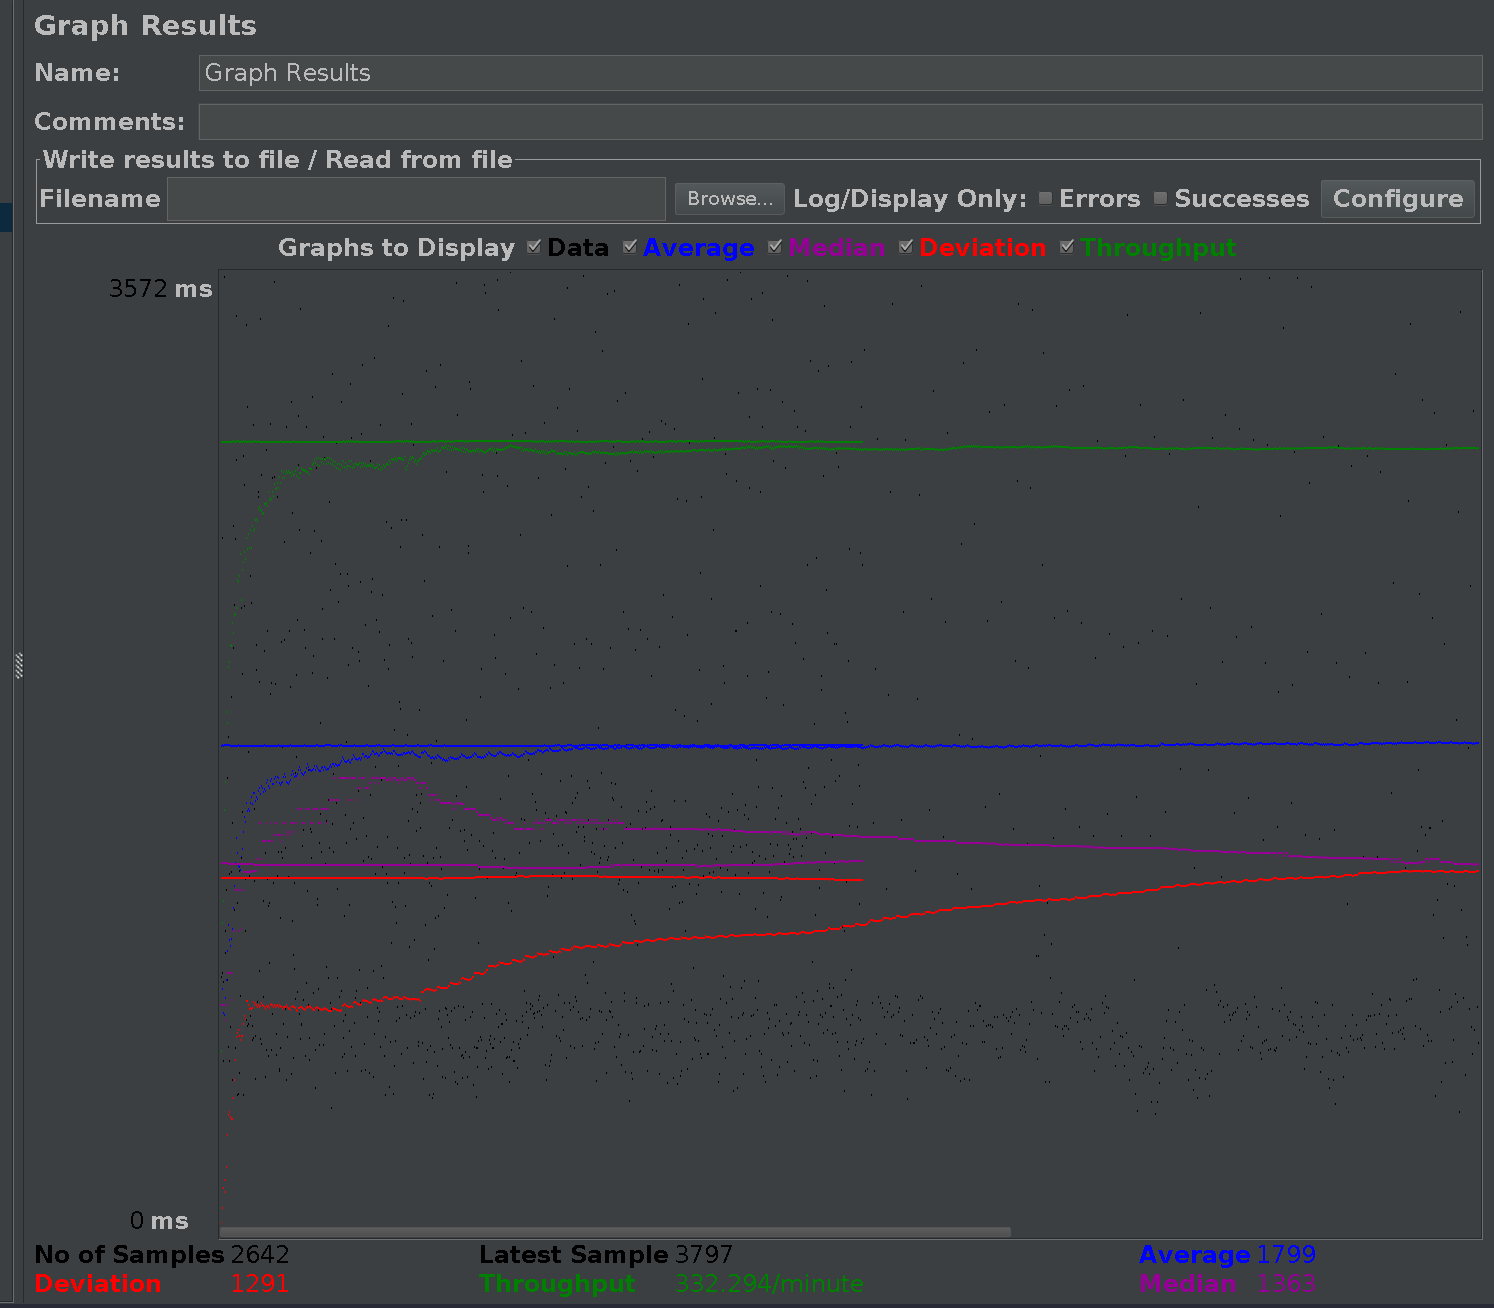 Graph Results
Name: Graph Results
Comments:
Write results to file / Read from file
Filename Browse... Log/Display Only: Errors Successes Configure
Graphs to Display Data Average Median Deviation Throughput
3572 ms
0 ms
No of Samples 2642 Latest Sample 3797 Average 1799
Deviation 1291 Throughput 332.294/minute Median 1363